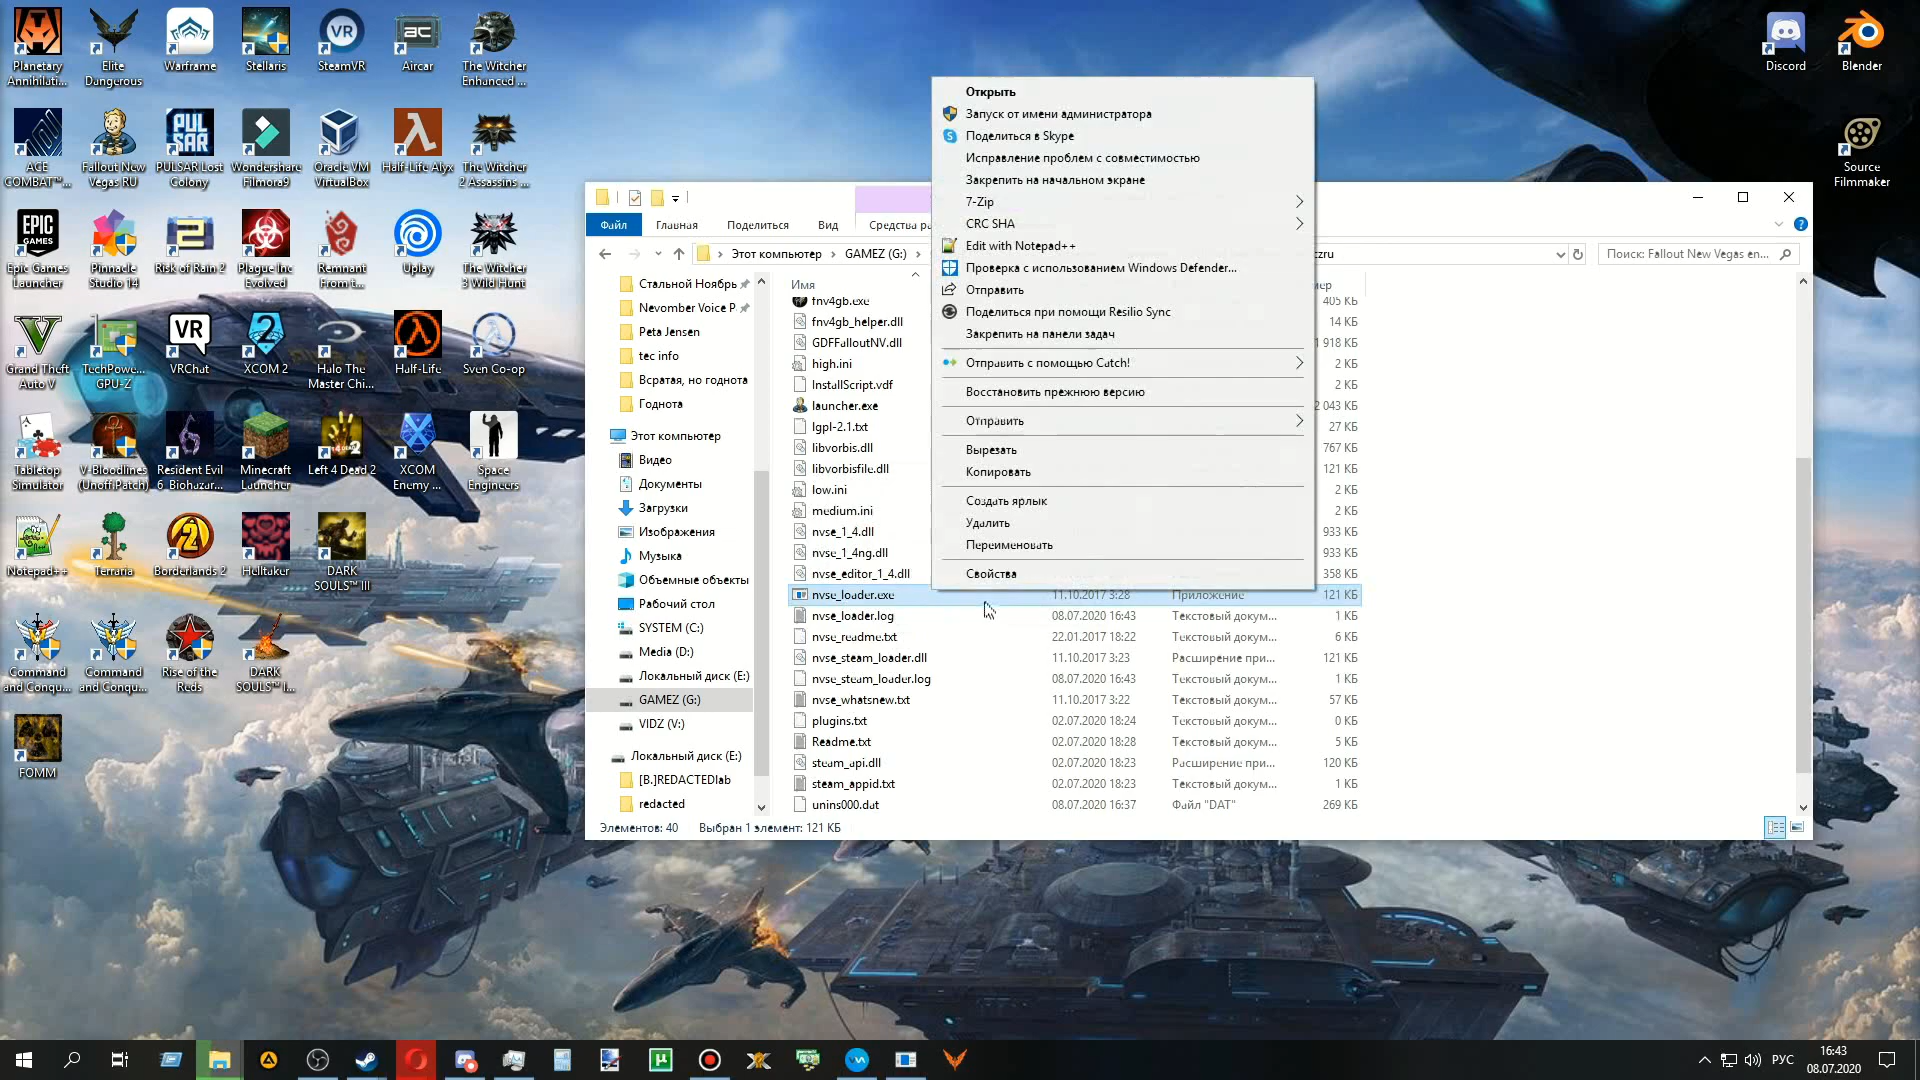 Planetary
Annihilati...
Elite
Dangerous
Warframe
Stellaris
VR
SteamVR
ac
Aircar
The Witcher
Enhanced ...
Discord
Blender
ACE
COMBAT™...
Fallout New
Vegas RU
PULSAR
PULSAR Lost
Colony
Wondershare
Filmora9
Oracle VM
VirtualBox
Half-Life Alyx
The Witcher
2 Assassins ...
Source
Filmmaker
EPIC
GAMES
Epic Games
Launcher
Pinnacle
Studio 14
Risk of Rain 2
Plague Inc
Evolved
Remnant
From t...
Uplay
The Witcher
3 Wild Hunt
Grand Theft
Auto V
TechPowe...
GPU-Z
VR
VRChat
XCOM 2
Halo The
Master Chi...
Half-Life
Sven Co-op
Tabletop
Simulator
V-Bloodlines
(UnoffPatch)
Resident Evil
6_Biohazar...
Minecraft
Launcher
Left 4 Dead 2
XCOM
Enemy ...
Space
Engineers
Notepad++
Terraria
Borderlands 2
Helltaker
DARK
SOULS™ III
Command
and Conqu...
Command
and Conqu...
Rise of the
Reds
DARK
SOULS™ I...
FOMM
Файл
Главная
Поделиться
Вид
Средства ра
Этот компьютер
GAMEZ (G:)
czru
Поиск: Fallout New Vegas en...
Стальной Ноябрь
Nevomber Voice P
Peta Jensen
tec info
Всратая, но годнота
Годнота
Этот компьютер
Видео
Документы
Загрузки
Изображения
Музыка
Объемные объекты
Рабочий стол
SYSTEM (C:)
Media (D:)
Локальный диск (E:)
GAMEZ (G:)
VIDZ (V:)
Локальный диск (E:)
[B.]REDACTEDlab
redacted
Имя
мер
fnv4gb.exe 405 КБ
fnv4gb_helper.dll 14 КБ
GDFFalloutNV.dll 1 918 КБ
high.ini 2 КБ
InstallScript.vdf 2 КБ
launcher.exe 2 043 КБ
lgpl-2.1.txt 27 КБ
libvorbis.dll 767 КБ
libvorbisfile.dll 121 КБ
low.ini 2 КБ
medium.ini 2 КБ
nvse_1_4.dll 933 КБ
nvse_1_4ng.dll 933 КБ
nvse_editor_1_4.dll 358 КБ
nvse_loader.exe 11.10.2017 3:28 Приложение 121 КБ
nvse_loader.log 08.07.2020 16:43 Текстовый докум... 1 КБ
nvse_readme.txt 22.01.2017 18:22 Текстовый докум... 6 КБ
nvse_steam_loader.dll 11.10.2017 3:23 Расширение при... 121 КБ
nvse_steam_loader.log 08.07.2020 16:43 Текстовый докум... 1 КБ
nvse_whatsnew.txt 11.10.2017 3:22 Текстовый докум... 57 КБ
plugins.txt 02.07.2020 18:24 Текстовый докум... 0 КБ
Readme.txt 02.07.2020 18:28 Текстовый докум... 5 КБ
steam_api.dll 02.07.2020 18:23 Расширение при... 120 КБ
steam_appid.txt 02.07.2020 18:23 Текстовый докум... 1 КБ
unins000.dat 08.07.2020 16:37 Файл "DAT" 269 КБ
Элементов: 40 Выбран 1 элемент: 121 КБ
Открыть
Запуск от имени администратора
Поделиться в Skype
Исправление проблем с совместимостью
Закрепить на начальном экране
7-Zip
CRC SHA
Edit with Notepad++
Проверка с использованием Windows Defender...
Отправить
Поделиться при помощи Resilio Sync
Закрепить на панели задач
Отправить с помощью Catch!
Восстановить прежнюю версию
Отправить
Вырезать
Копировать
Создать ярлык
Удалить
Переименовать
Свойства
РУС
16:43
08.07.2020